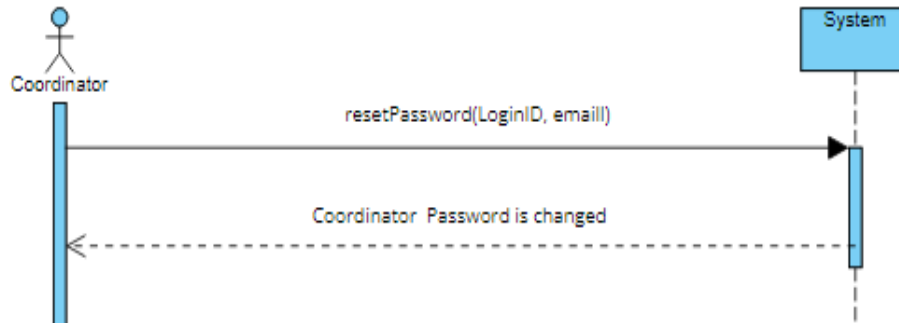 System
Coordinator
resetPassword(LoginID, emaill)
Coordinator Password is changed